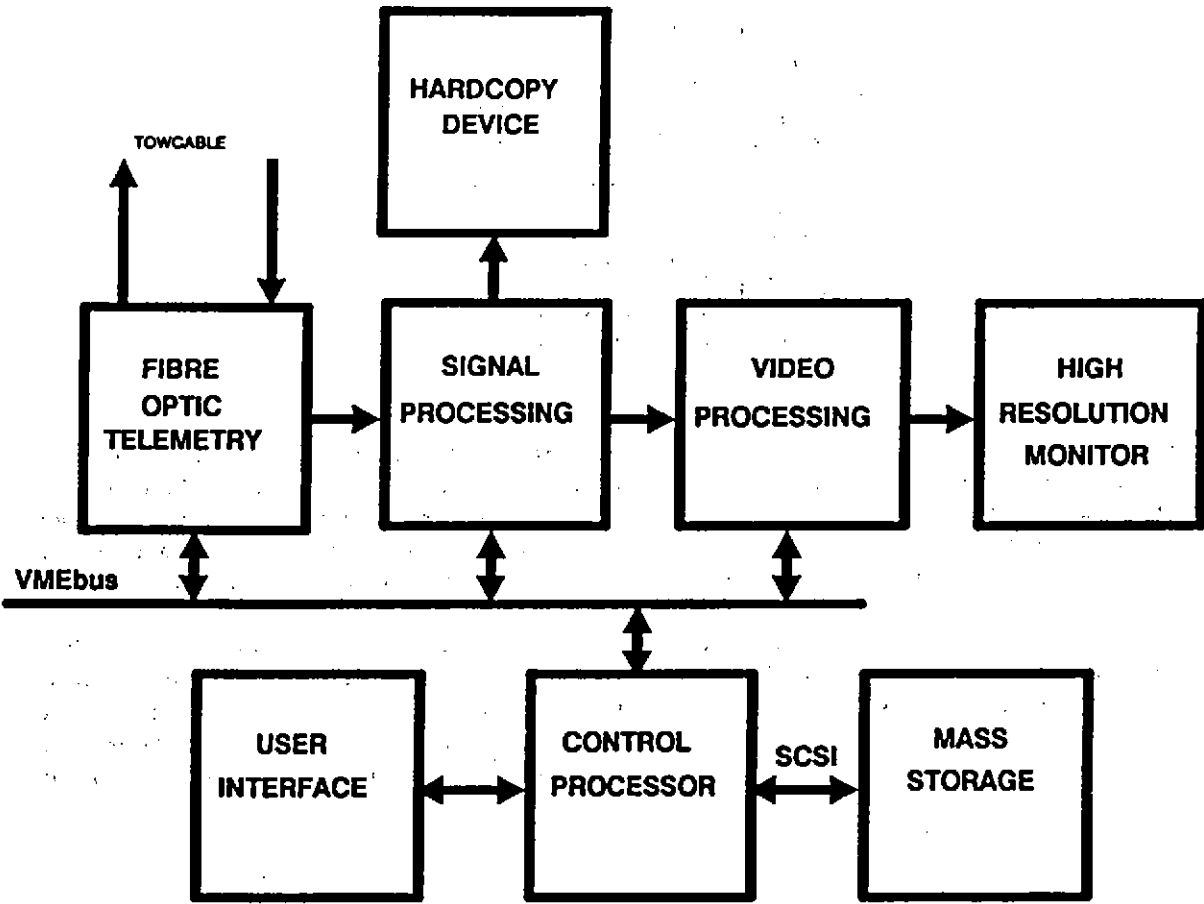 HARDCOPY
DEVICE
TOWCABLE
FIBRE
OPTIC
TELEMETRY
SIGNAL
PROCESSING
VIDEO
PROCESSING
HIGH
RESOLUTION
MONITOR
VMEbus
USER
INTERFACE
CONTROL
PROCESSOR
SCSI
MASS
STORAGE